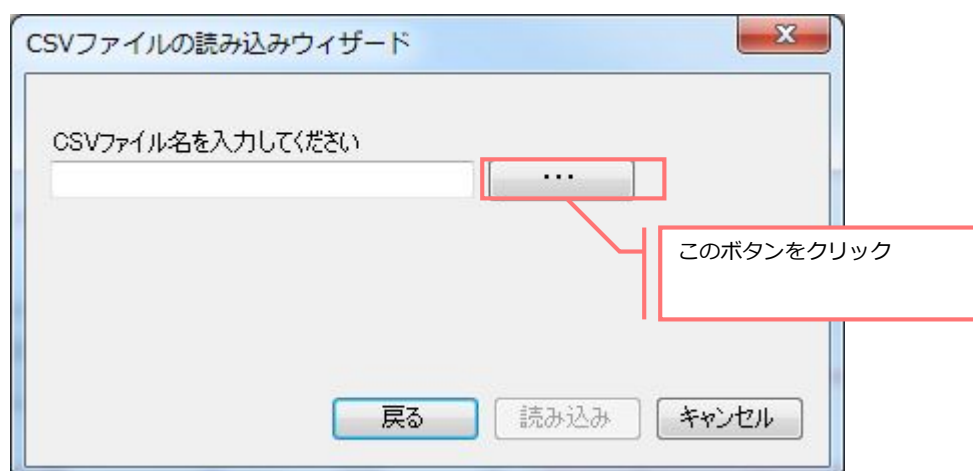 CSVファイルの読み込みウィザード
CSVファイル名を入力してください
...
このボタンをクリック
戻る
読み込み
キャンセル